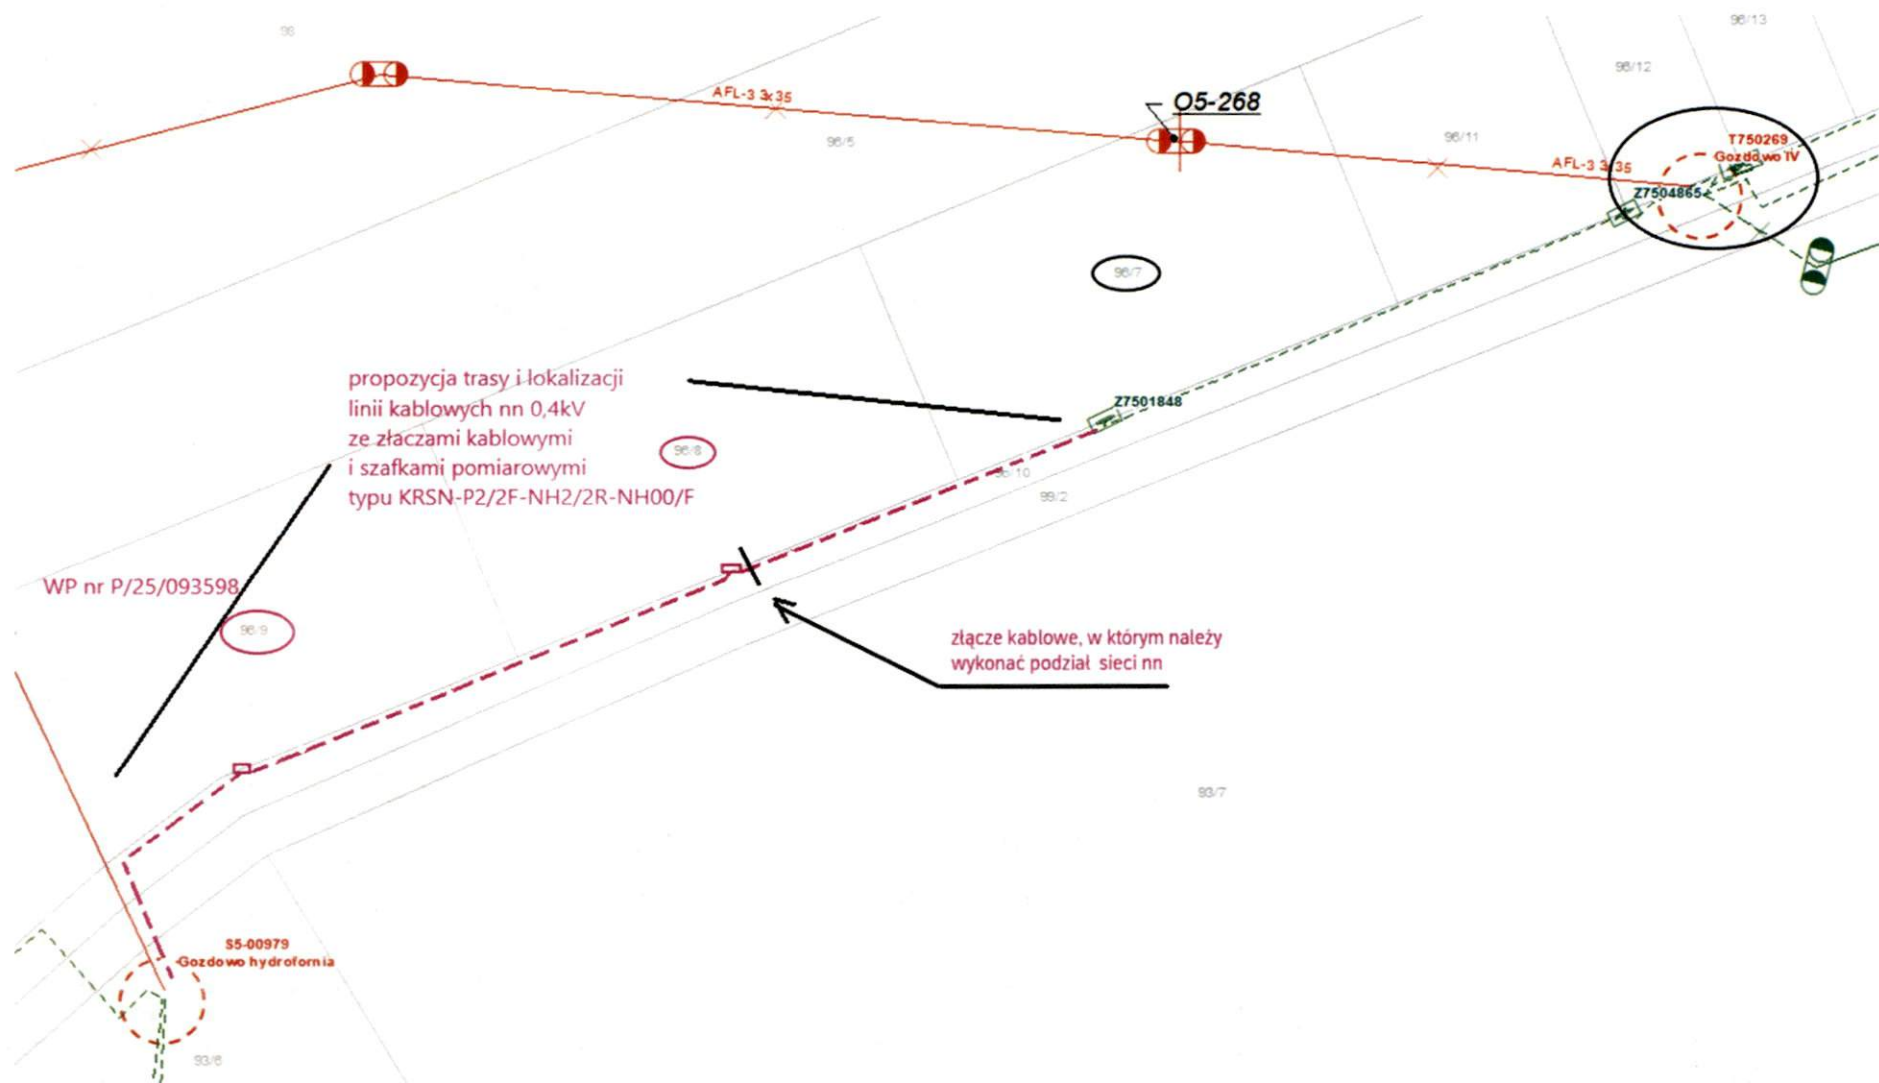 98
96/13
96/12
AFL-3 3x35
O5-268
96/5
96/11
T750269
Gozdowo IV
AFL-3 3x35
Z7504865
96/7
propozycja trasy i lokalizacji
linii kablowych nn 0,4kV
ze złaczami kablowymi
i szafkami pomiarowymi
typu KRSN-P2/2F-NH2/2R-NH00/F
Z7501848
96/8
96/10
99/2
WP nr P/25/093598
96/9
złącze kablowe, w którym należy
wykonać podział sieci nn
93/7
S5-00979
Gozdowo hydrofornia
93/6